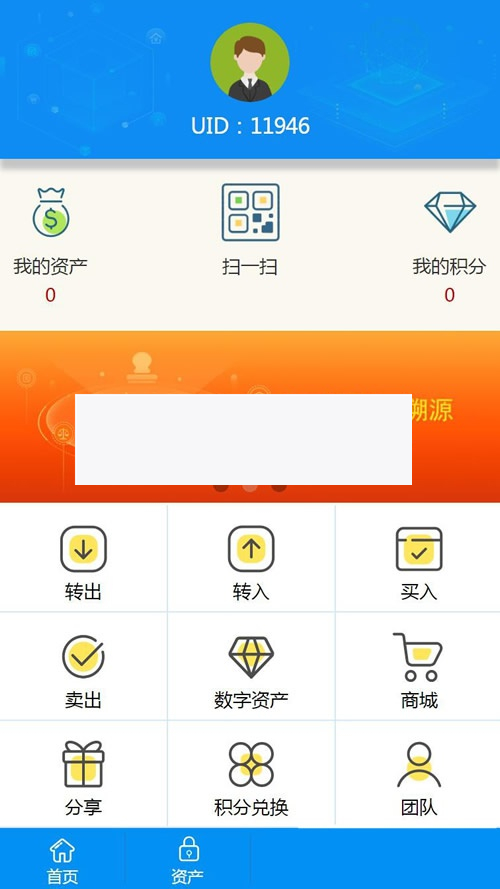 UID：11946
我的资产
扫一扫
我的积分
0
0
溯源
转出
转入
买入
卖出
数字资产
商城
分享
积分兑换
团队
首页
资产